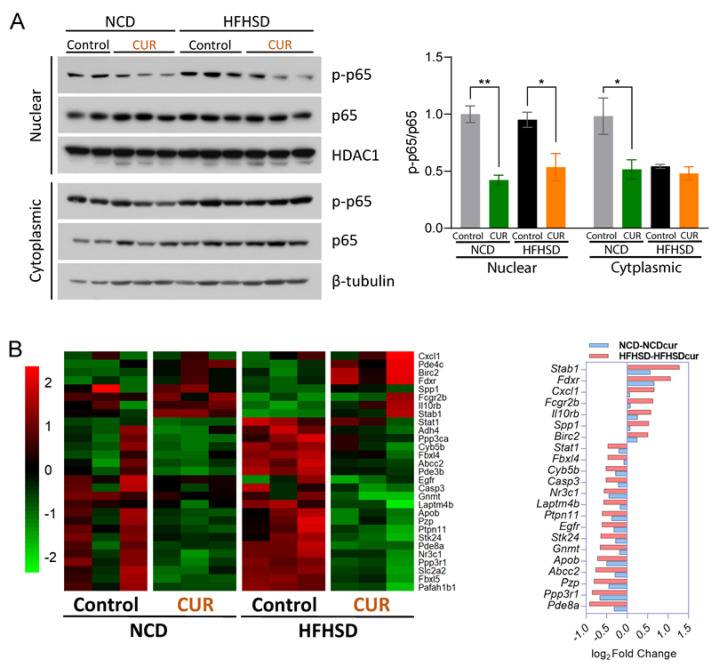 A
NCD HFHSD
Control CUR Control CUR
Nuclear
p-p65
p65
HDAC1
Cytoplasmic
p-p65
p65
β-tubulin
p-p65/p65
1.5
1.0
0.5
0.0
** * *
Control CUR Control CUR Control CUR Control CUR
NCD HFHSD NCD HFHSD
Nuclear Cytplasmic
B
2
1
0
-1
-2
Cxcl1
Pde4c
Birc2
Fdxr
Spp1
Fcgr2b
Il10rb
Stab1
Stat1
Adh4
Ppp3ca
Cyb5b
Fbxl4
Abcc2
Pde3b
Egfr
Casp3
Gnmt
Laptm4b
Apob
Pzp
Ptpn11
Stk24
Pde8a
Nr3c1
Ppp3r1
Slc2a2
Fbxl5
Pafah1b1
Control CUR Control CUR
NCD HFHSD
NCD-NCDcur
HFHSD-HFHSDcur
Stab1
Fdxr
Cxcl1
Fcgr2b
Il10rb
Spp1
Birc2
Stat1
Fbxl4
Cyb5b
Casp3
Nr3c1
Laptm4b
Ptpn11
Egfr
Stk24
Gnmt
Apob
Abcc2
Pzp
Ppp3r1
Pde8a
-1.0 -0.5 0.0 0.5 1.0 1.5
log2Fold Change